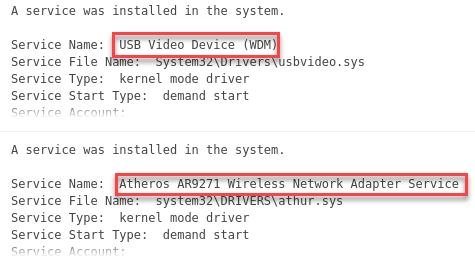 A service was installed in the system.
Service Name:  USB Video Device (WDM)
Service File Name:  System32\Drivers\usbvideo.sys
Service Type:  kernel mode driver
Service Start Type:  demand start
Service Account:
A service was installed in the system.
Service Name:  Atheros AR9271 Wireless Network Adapter Service
Service File Name:  system32\DRIVERS\athur.sys
Service Type:  kernel mode driver
Service Start Type:  demand start
Service Account: